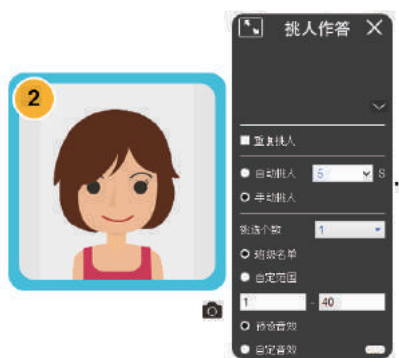 2
挑人作答
重复挑人
自动挑人 5 S
手动挑人
挑选个数 1
班级名单
自定范围
1 - 40
预设音效
自定音效